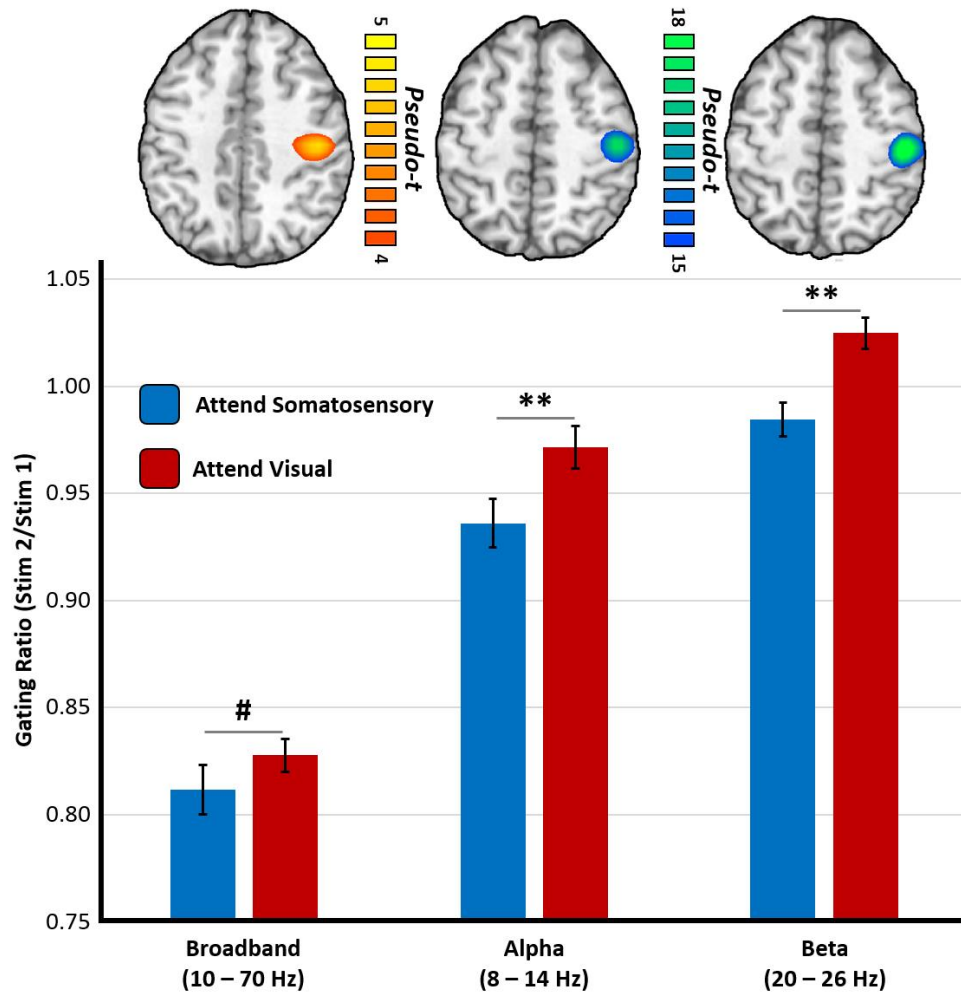 5
Pseudo-t
4
18
Pseudo-t
15
1.05
1.00
0.95
0.90
0.85
0.80
0.75
Gating Ratio (Stim 2/Stim 1)
Attend Somatosensory
Attend Visual
#
**
**
Broadband
(10 – 70 Hz)
Alpha
(8 – 14 Hz)
Beta
(20 – 26 Hz)